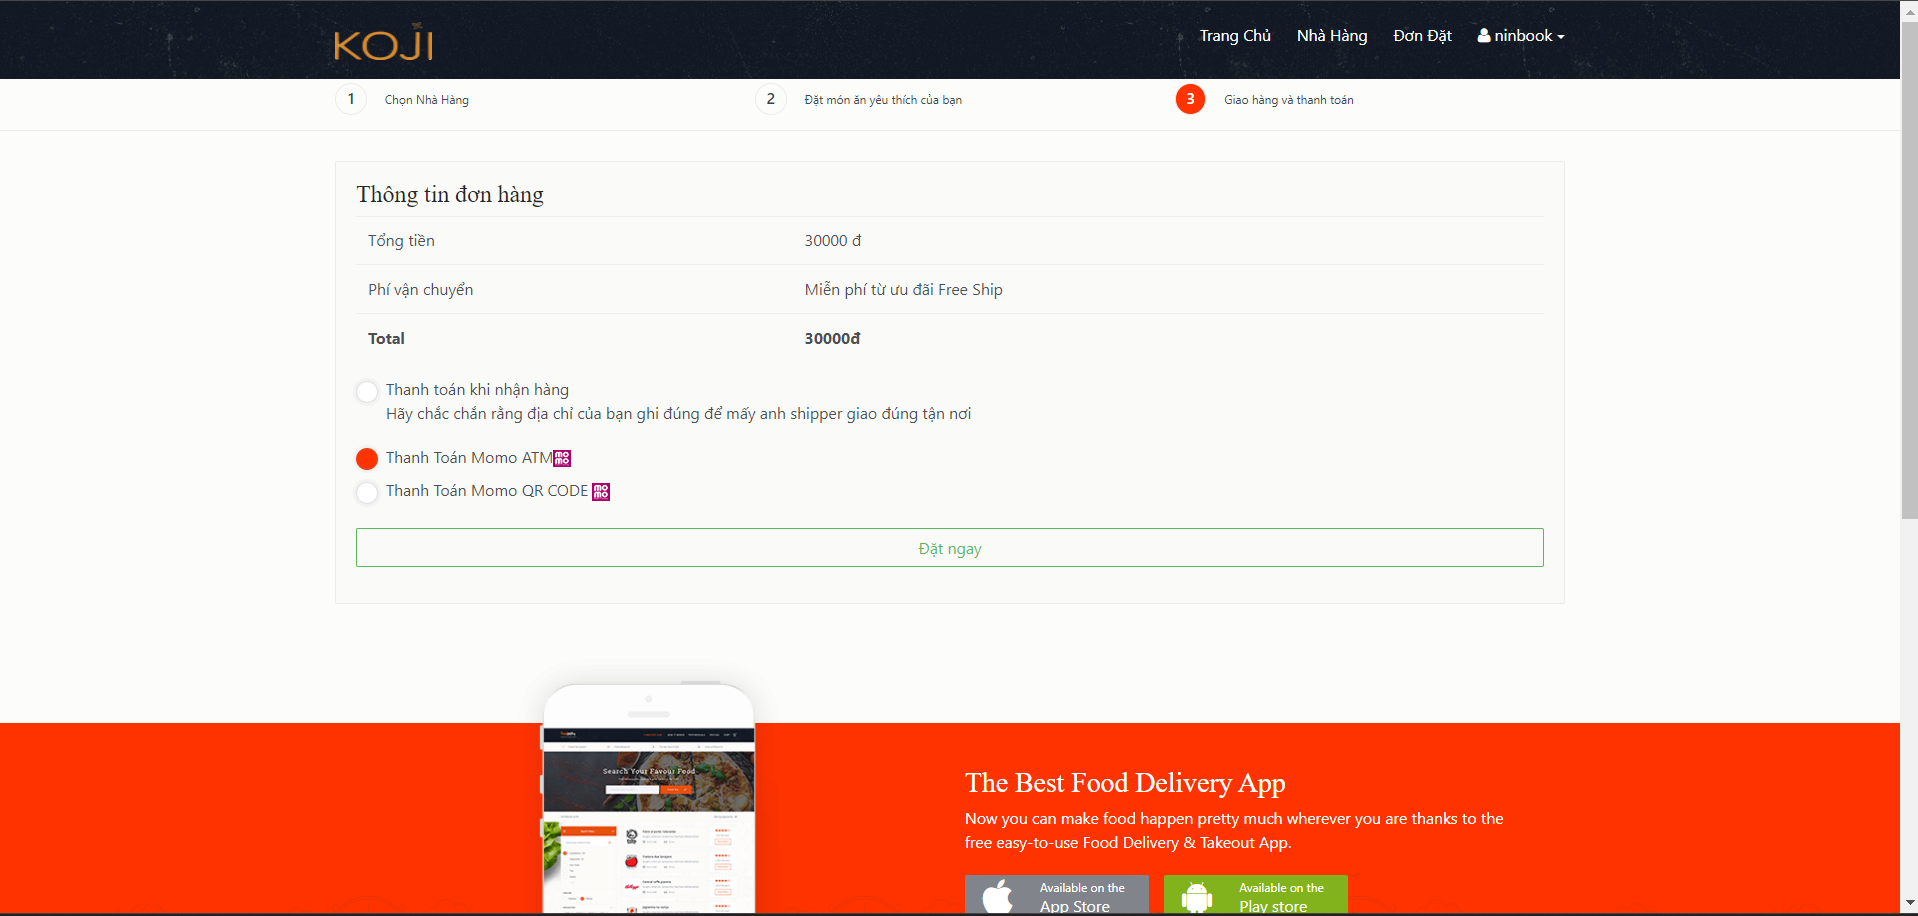 KOJI
Trang Chủ Nhà Hàng Đơn Đặt ninbook
1 Chọn Nhà Hàng 2 Đặt món ăn yêu thích của bạn 3 Giao hàng và thanh toán
Thông tin đơn hàng
Tổng tiền 30000 đ
Phí vận chuyển Miễn phí từ ưu đãi Free Ship
Total 30000đ
Thanh toán khi nhận hàng
Hãy chắc chắn rằng địa chỉ của bạn ghi đúng để mấy anh shipper giao đúng tận nơi
Thanh Toán Momo ATM mo mo
Thanh Toán Momo QR CODE mo mo
Đặt ngay
Search Your Favour Food
The Best Food Delivery App
Now you can make food happen pretty much wherever you are thanks to the
free easy-to-use Food Delivery & Takeout App.
Available on the Available on the
App Store Play store